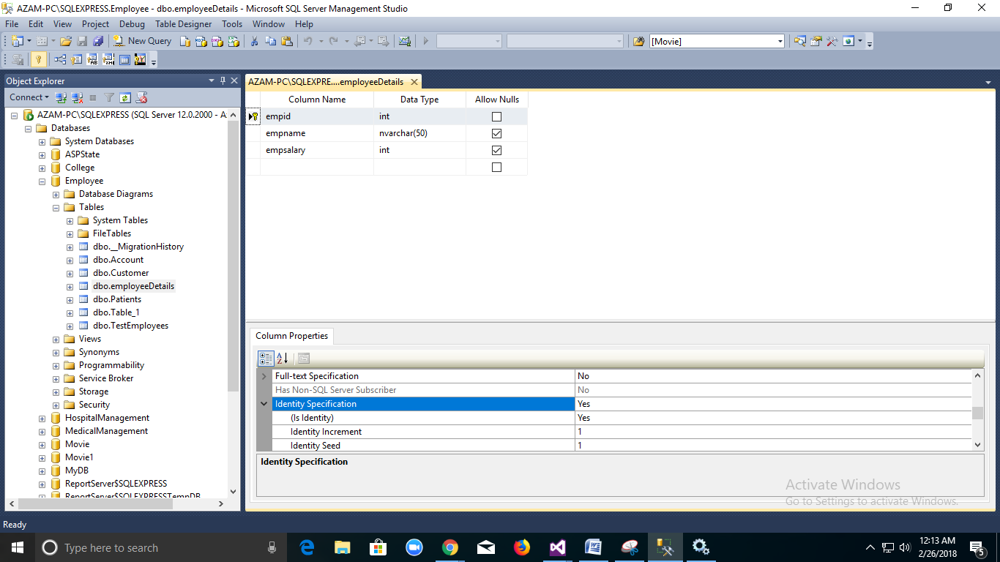 AZAM-PC\SQLEXPRESS.Employee - dbo.employeeDetails - Microsoft SQL Server Management Studio
File Edit View Project Debug Table Designer Tools Window Help
New Query [Movie]
Object Explorer
Connect
AZAM-PC\SQLEXPRESS (SQL Server 12.0.2000 - A
Databases
System Databases
ASPState
College
Employee
Database Diagrams
Tables
System Tables
FileTables
dbo.__MigrationHistory
dbo.Account
dbo.Customer
dbo.employeeDetails
dbo.Patients
dbo.Table_1
dbo.TestEmployees
Views
Synonyms
Programmability
Service Broker
Storage
Security
HospitalManagement
MedicalManagement
Movie
Movie1
MyDB
ReportServer$SQLEXPRESS
ReportServer$SQLEXPRESSTempDB
AZAM-PC\SQLEXPRE....employeeDetails
Column Name Data Type Allow Nulls
empid int
empname nvarchar(50)
empsalary int
Column Properties
Full-text Specification No
Has Non-SQL Server Subscriber No
Identity Specification Yes
(Is Identity) Yes
Identity Increment 1
Identity Seed 1
Identity Specification
Activate Windows
Go to Settings to activate Windows.
Ready
Type here to search
12:13 AM
2/26/2018
5